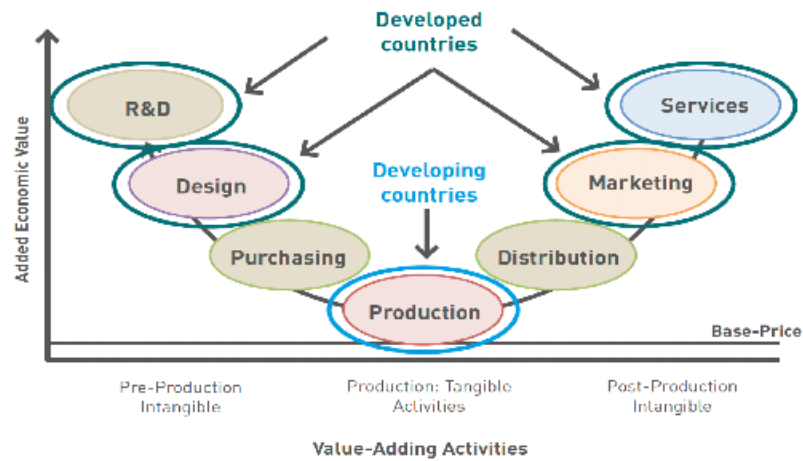 Developed
countries
R&D
Services
Design
Developing
countries
Marketing
Purchasing
Distribution
Production
Base-Price
Added Economic Value
Pre-Production
Intangible
Production: Tangible
Activities
Post-Production
Intangible
Value-Adding Activities